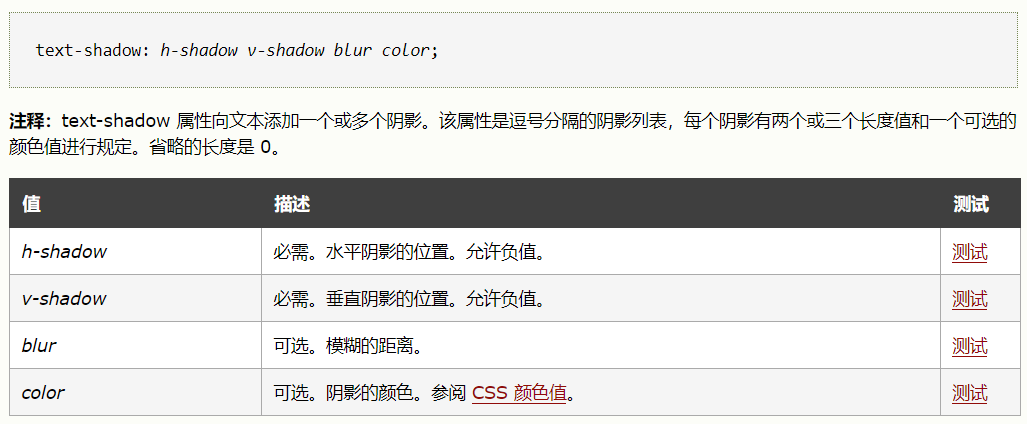 text-shadow: h-shadow v-shadow blur color;
注释：text-shadow 属性向文本添加一个或多个阴影。该属性是逗号分隔的阴影列表，每个阴影有两个或三个长度值和一个可选的
颜色值进行规定。省略的长度是 0。
值 描述 测试
h-shadow 必需。水平阴影的位置。允许负值。 测试
v-shadow 必需。垂直阴影的位置。允许负值。 测试
blur 可选。模糊的距离。 测试
color 可选。阴影的颜色。参阅 CSS 颜色值。 测试